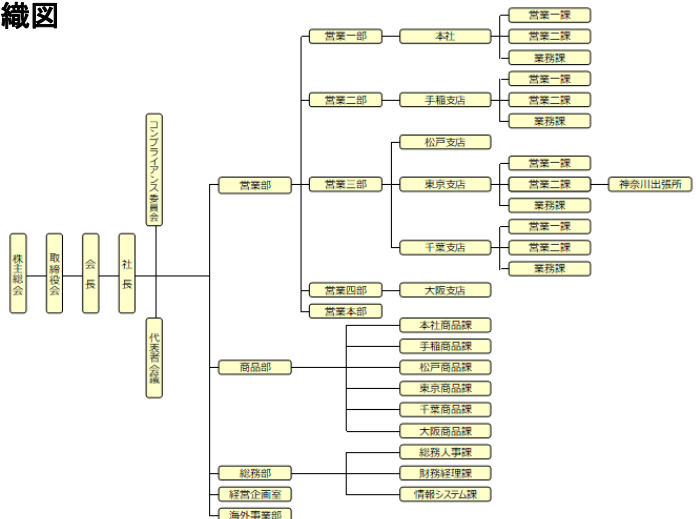 織図
株主総会
取締役会
会長
社長
コンプライアンス委員会
代表者会議
営業部
営業一部
本社
営業一課
営業二課
業務課
営業二部
手稲支店
営業一課
営業二課
業務課
営業三部
松戸支店
東京支店
営業一課
営業二課
神奈川出張所
業務課
千葉支店
営業一課
営業二課
業務課
営業四部
大阪支店
営業本部
商品部
本社商品課
手稲商品課
松戸商品課
東京商品課
千葉商品課
大阪商品課
総務部
総務人事課
財務経理課
情報システム課
経営企画室
海外事業部